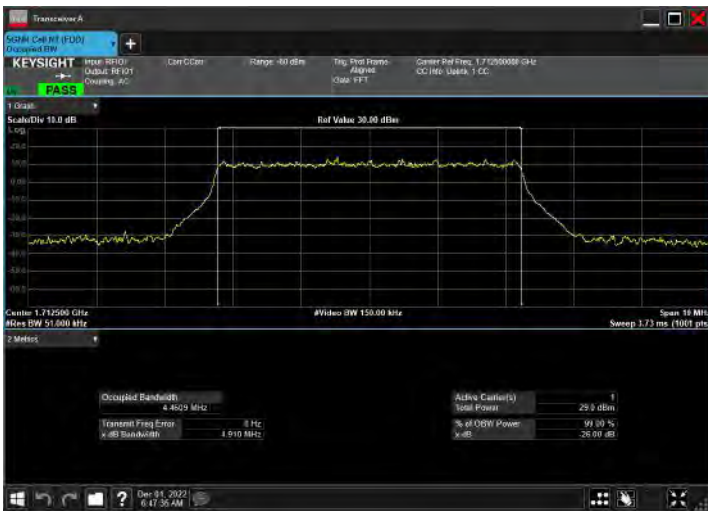 Transceiver A
5GNR Cell NT (FDD)
Occupied BW
KEYSIGHT
PASS
Input: RFIO1
Output: RFIO1
Coupling: AC
Corr CCorr
Range: -60 dBm
Trig: First Frame
Aligned
Gate: FFT
Center Ref Freq: 1.712500000 GHz
CC Info: Uplink, 1 CC
1 Graph
Scale/Div 10.0 dB
Ref Value 30.00 dBm
Log
Center 1.712500 GHz
#Video BW 150.00 kHz
Span 10 MHz
#Res BW 51.000 kHz
Sweep 3.73 ms (1001 pts
2 Metrics
Occupied Bandwidth
4.4609 MHz
Transmit Freq Error
0 Hz
x dB Bandwidth
4.910 MHz
Active Carrier(s)
1
Total Power
29.0 dBm
% of OBW Power
99.00 %
x dB
-26.00 dB
Dec 01, 2022
6:47:36 AM